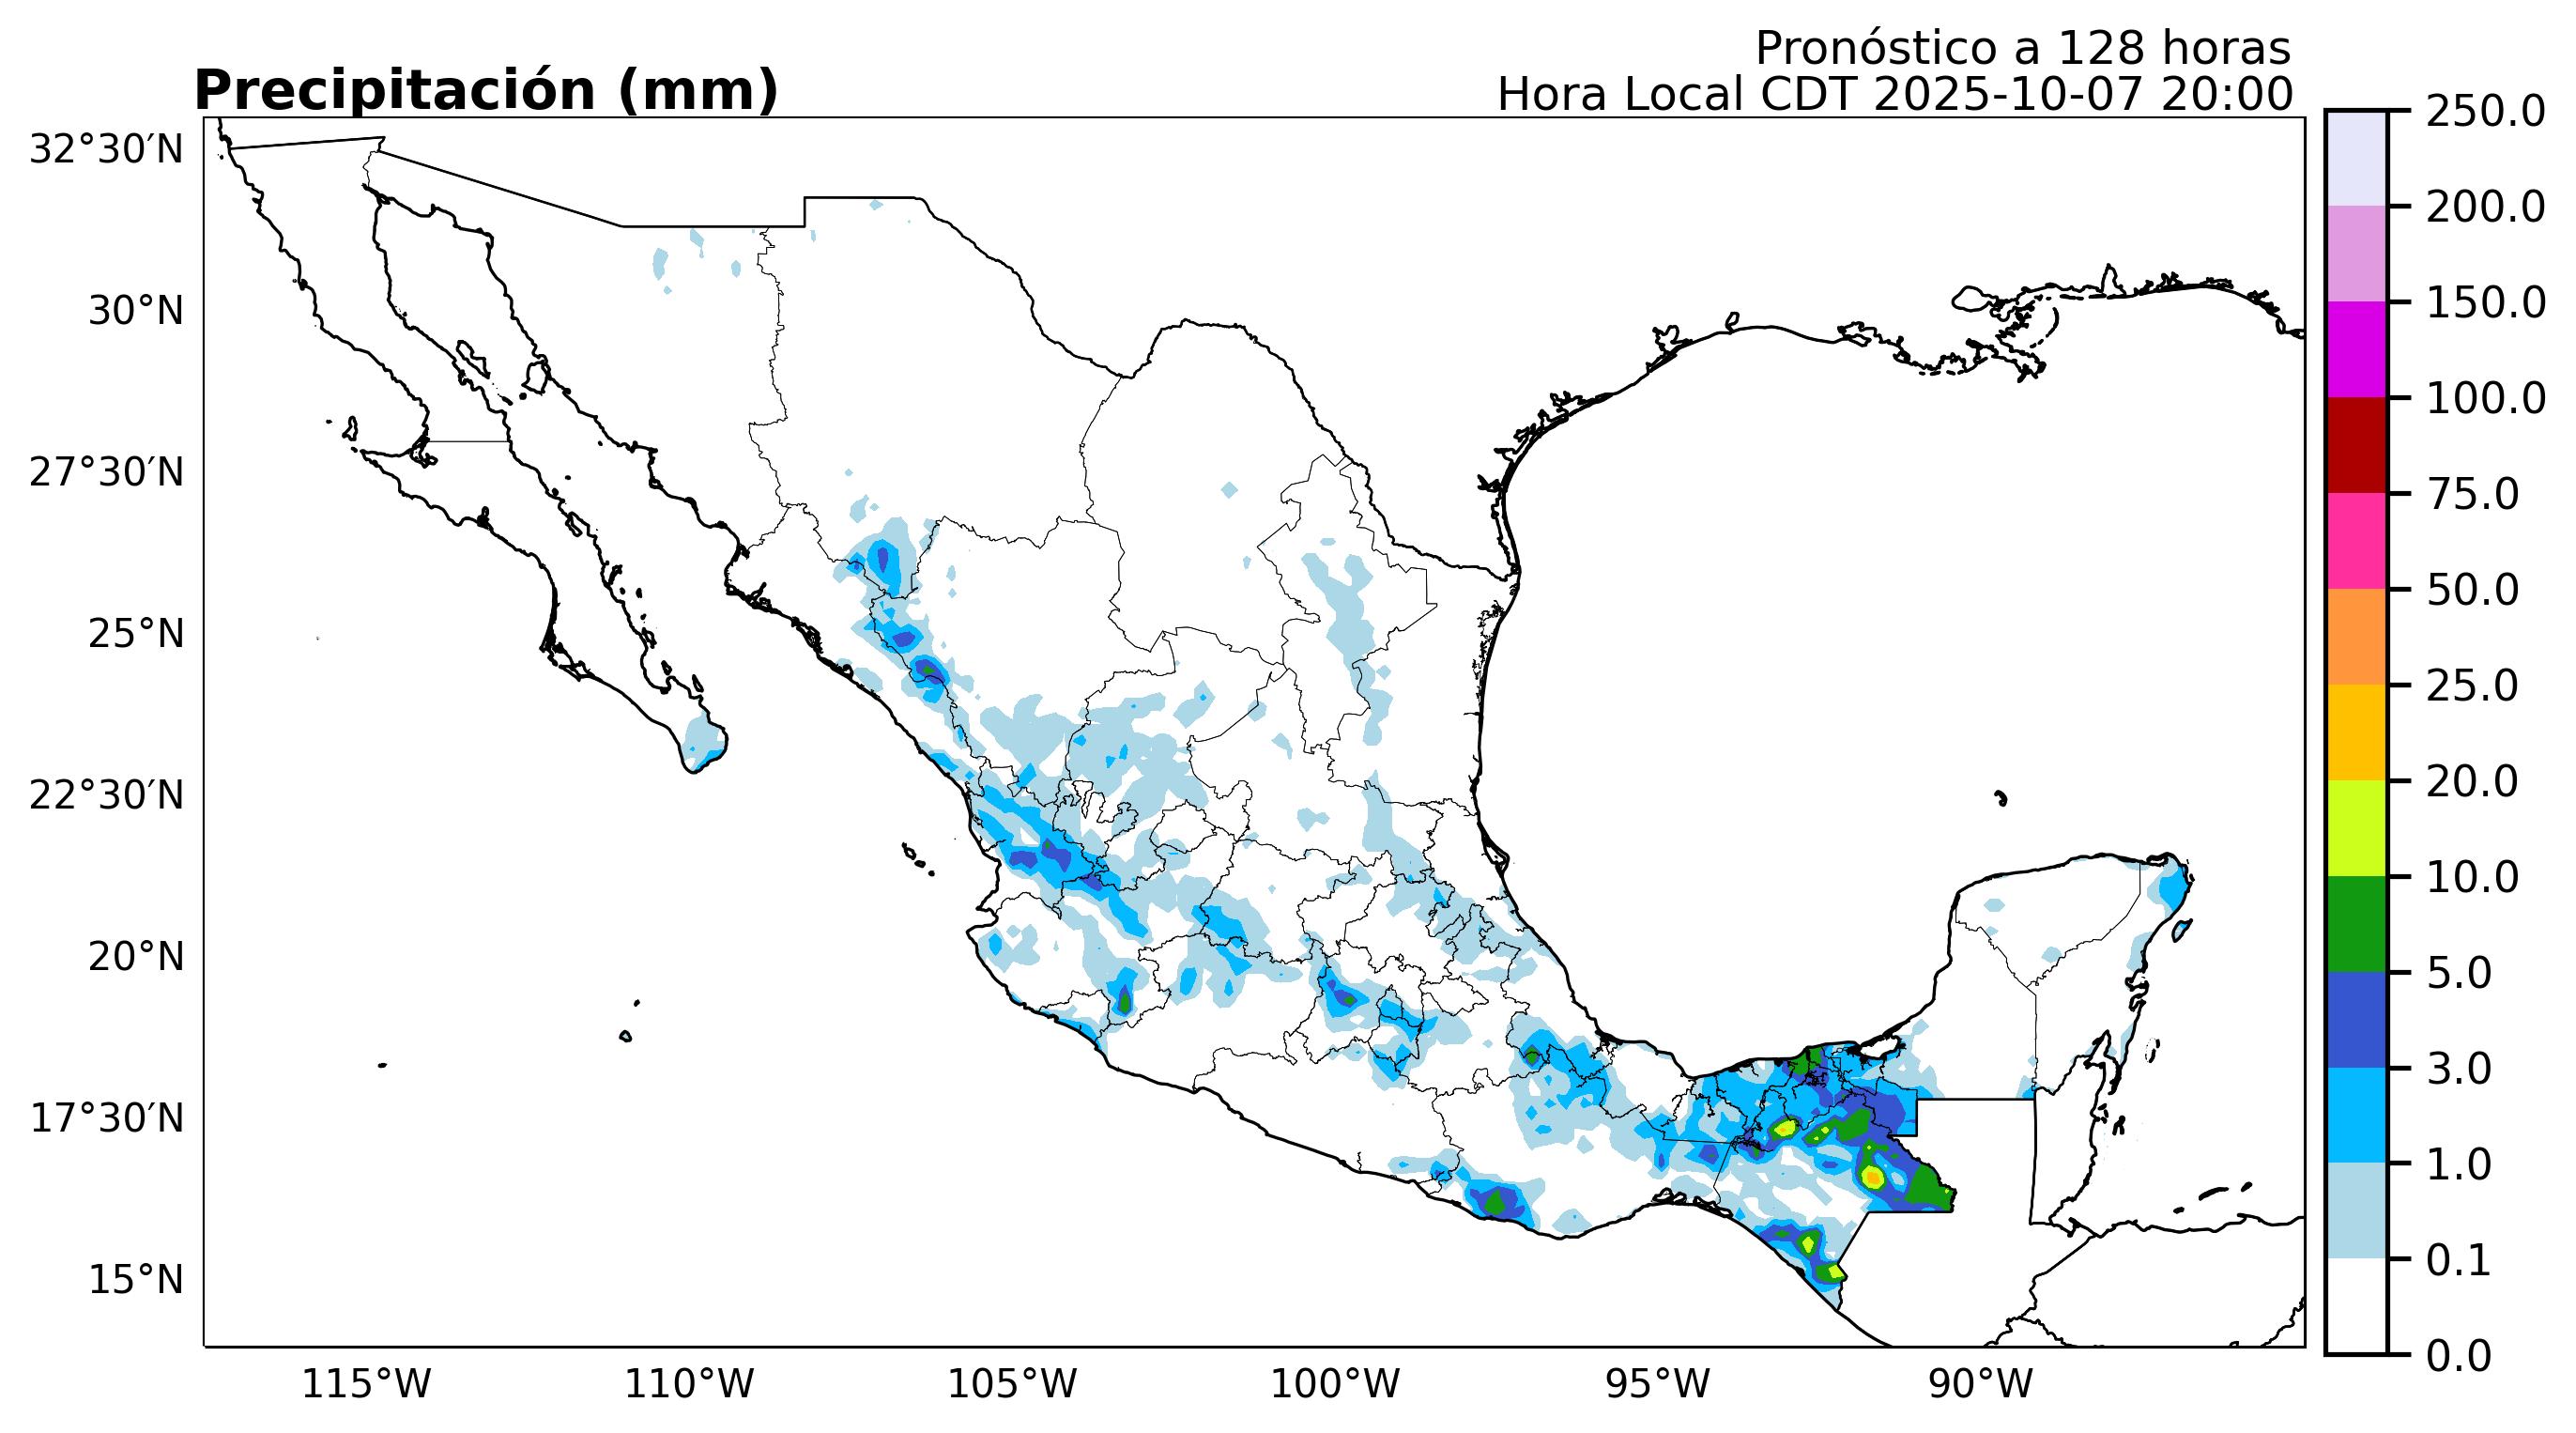 Pronóstico a 128 horas
Precipitación (mm)
Hora Local CDT 2025-10-07 20:00
32°30′N
30°N
27°30′N
25°N
22°30′N
20°N
17°30′N
15°N
115°W
110°W
105°W
100°W
95°W
90°W
250.0
200.0
150.0
100.0
75.0
50.0
25.0
20.0
10.0
5.0
3.0
1.0
0.1
0.0